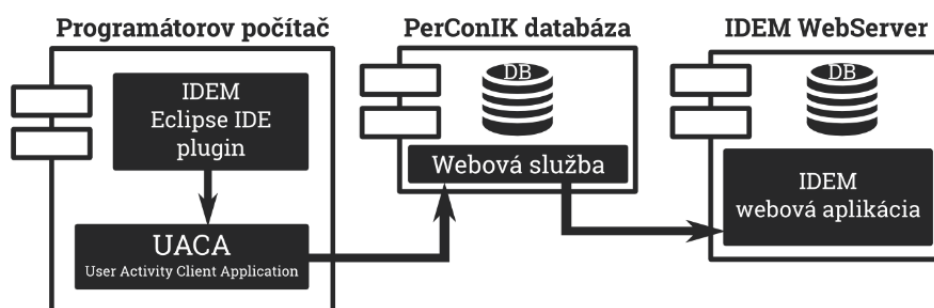 Programátorov počítač
IDEM
Eclipse IDE
plugin
UACA
User Activity Client Application
PerConIK databáza
DB
Webová služba
IDEM WebServer
DB
IDEM
webová aplikácia